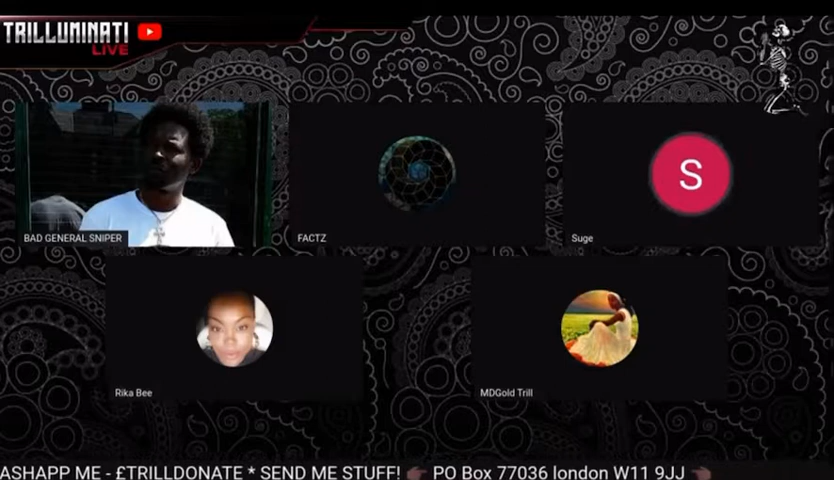 TRILLUMINATI
LIVE
BAD GENERAL SNIPER
FACTZ
S
Suge
Rika Bee
MDGold Trill
ASHAPP ME - £TRILLDONATE * SEND ME STUFF! PO Box 77036 london W11 9JJ